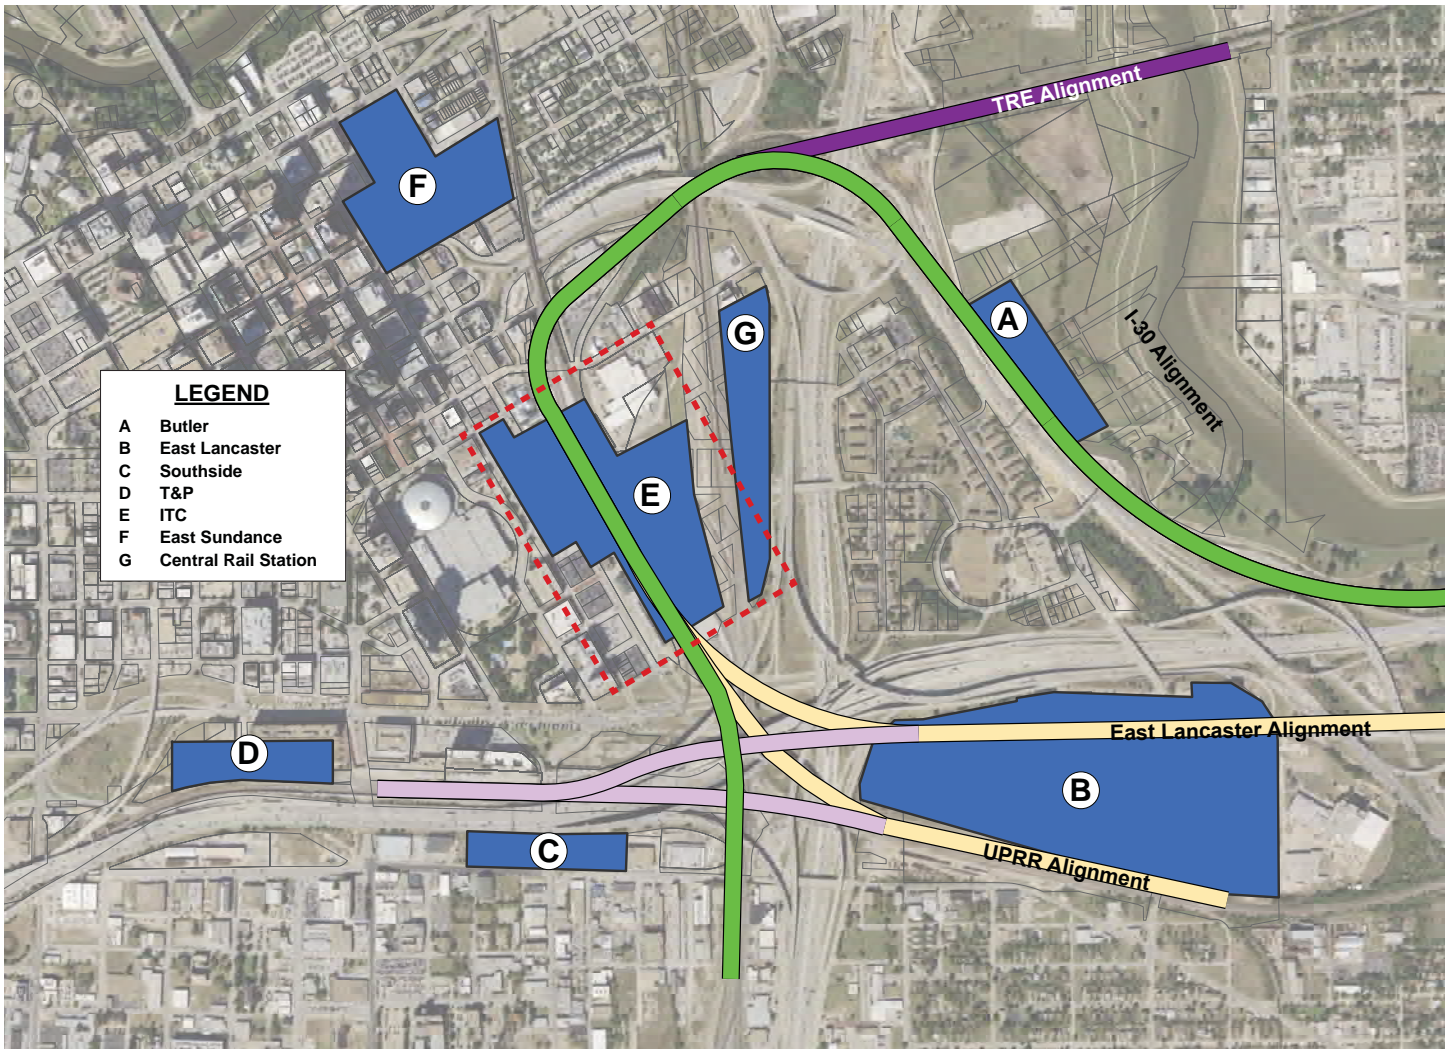 TRE Alignment
F
A
G
I-30 Alignment
LEGEND
A Butler
B East Lancaster
C Southside
D T&P
E ITC
F East Sundance
G Central Rail Station
E
East Lancaster Alignment
D
B
C
UPRR Alignment